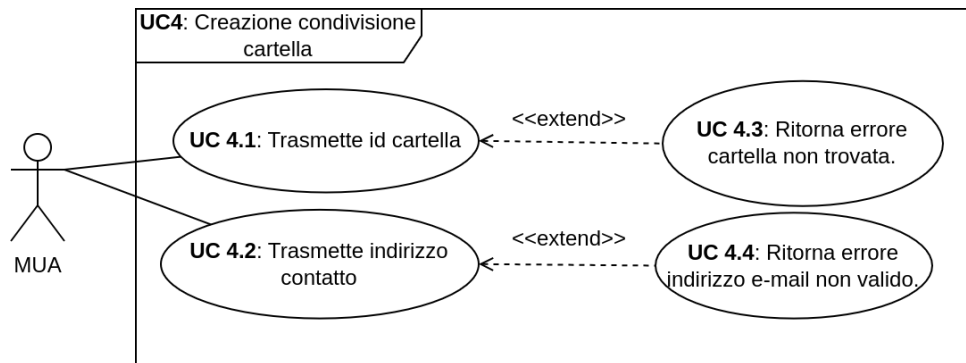 UC4: Creazione condivisione
cartella
UC 4.1: Trasmette id cartella
<<extend>>
UC 4.3: Ritorna errore
cartella non trovata.
MUA
UC 4.2: Trasmette indirizzo
contatto
<<extend>>
UC 4.4: Ritorna errore
indirizzo e-mail non valido.